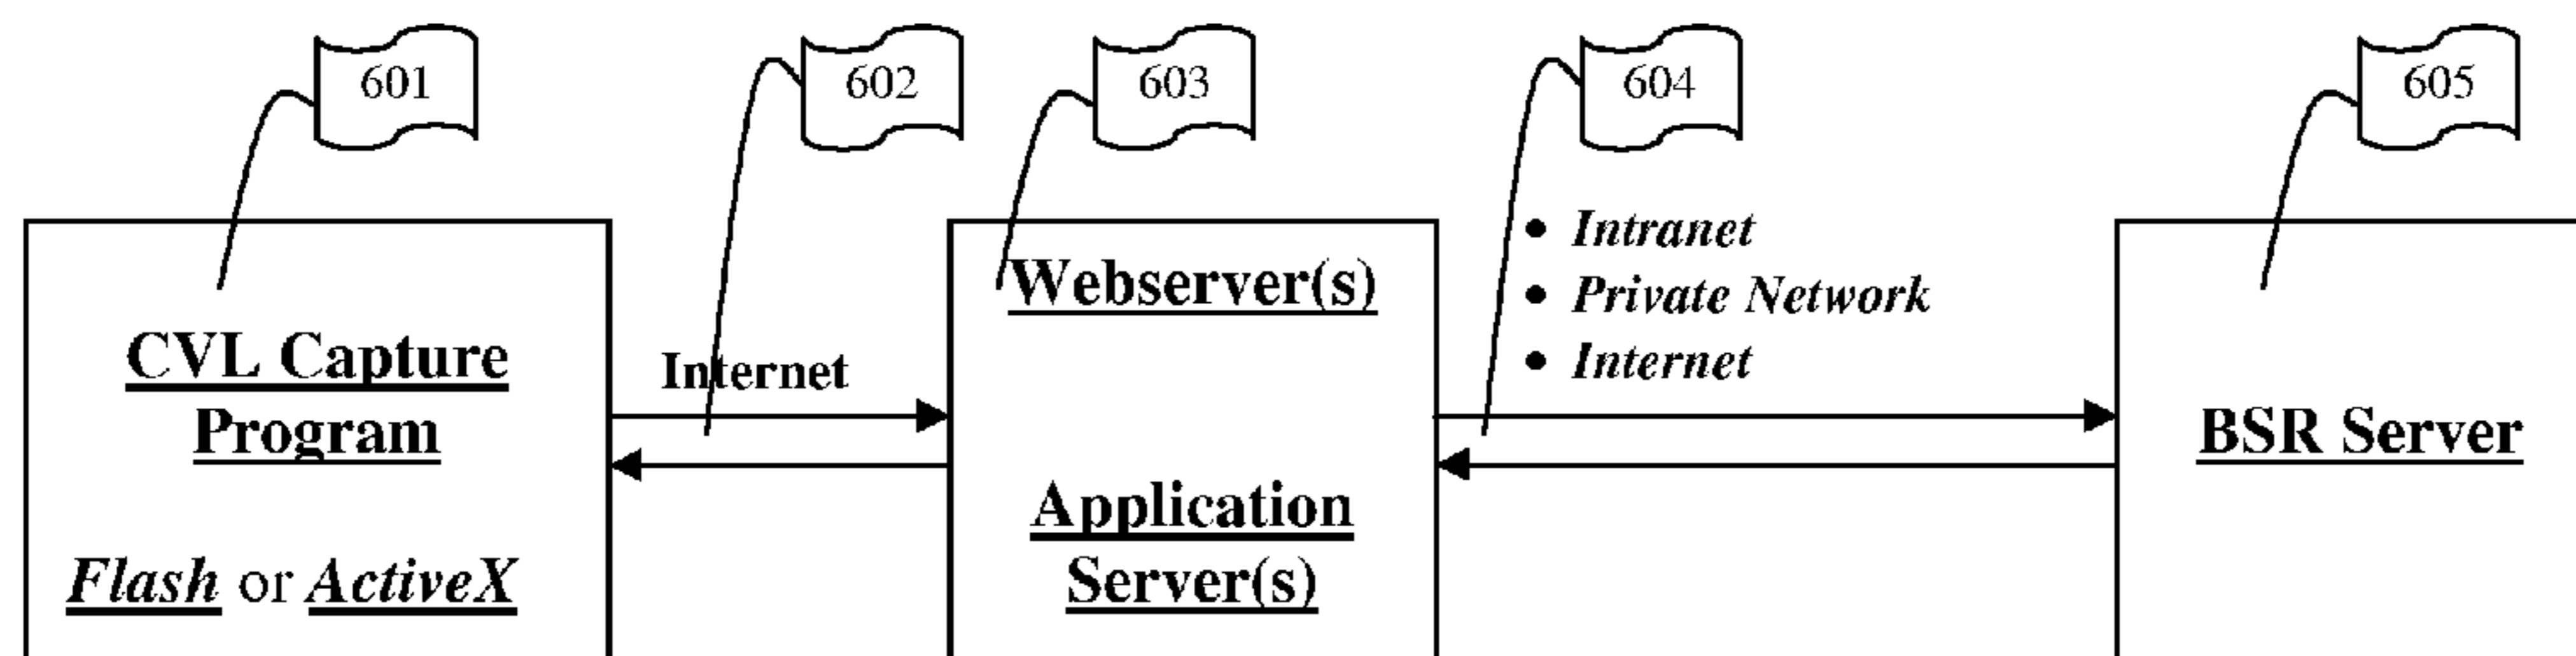 601
602
603
604
605
CVL Capture
Program
Flash or ActiveX
Internet
Webserver(s)
Application
Server(s)
• Intranet
• Private Network
• Internet
BSR Server